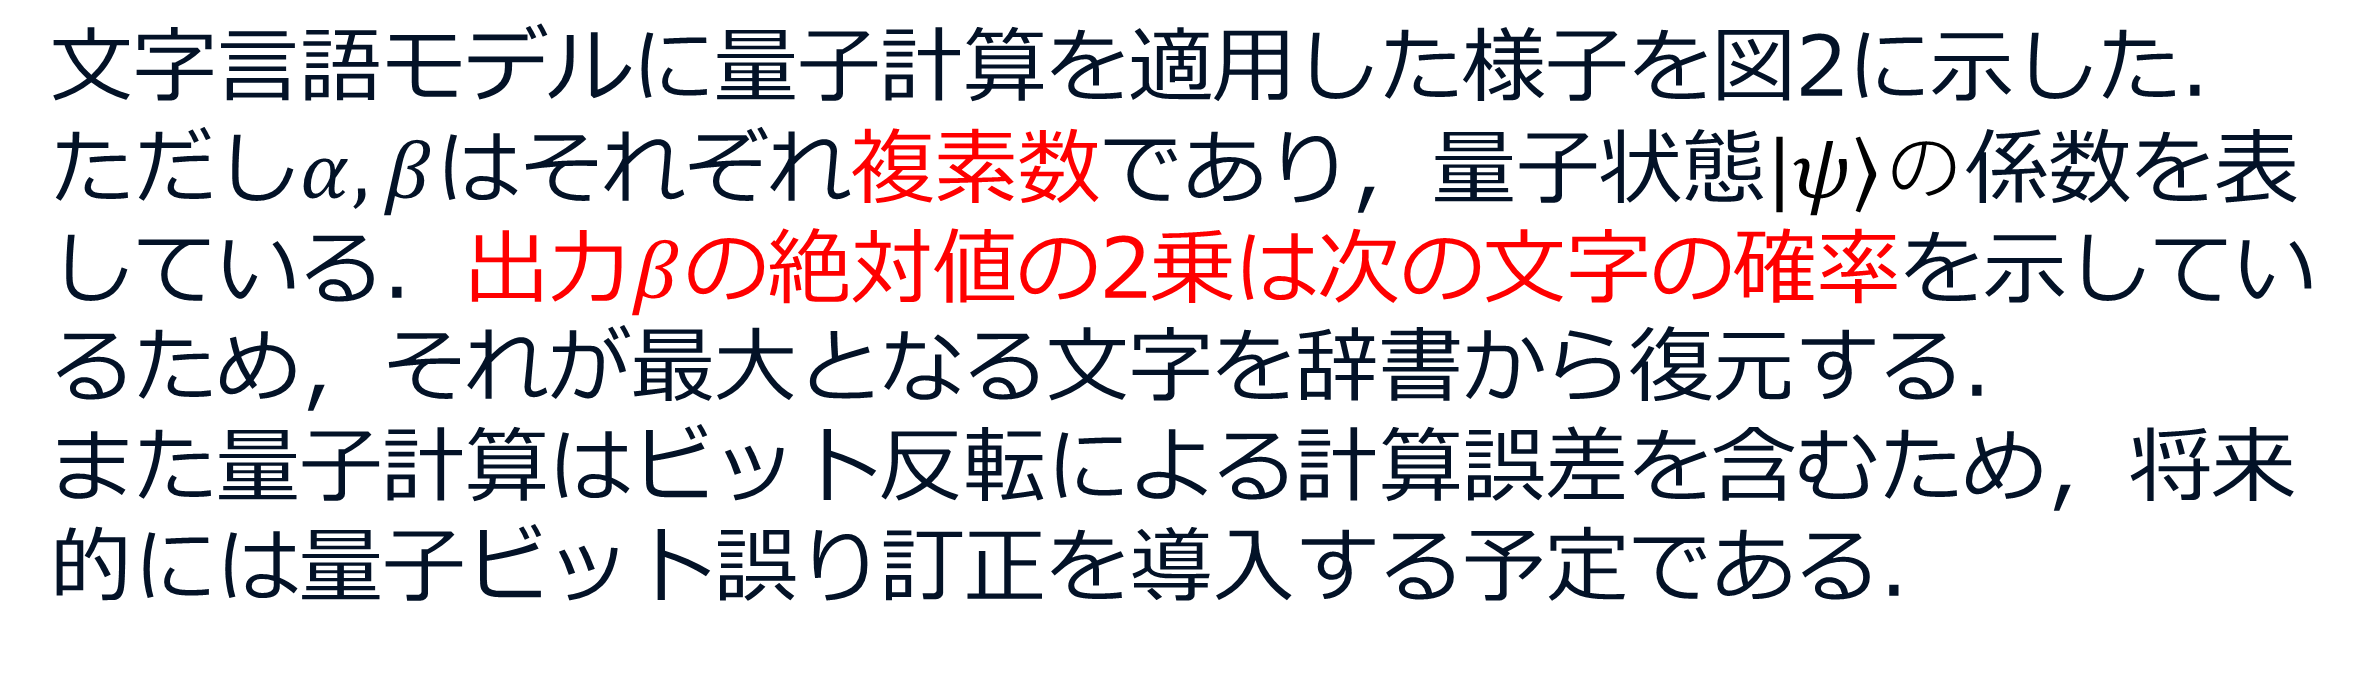 文字言語モデルに量子計算を適用した様子を図2に示した．
ただしα, βはそれぞれ複素数であり，量子状態|ψ⟩の係数を表
している．出力βの絶対値の2乗は次の文字の確率を示してい
るため，それが最大となる文字を辞書から復元する．
また量子計算はビット反転による計算誤差を含むため，将来
的には量子ビット誤り訂正を導入する予定である．